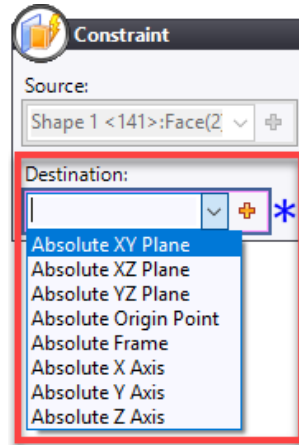 Constraint
Source:
Shape 1 <141>:Face(2)
Destination:
Absolute XY Plane
Absolute XZ Plane
Absolute YZ Plane
Absolute Origin Point
Absolute Frame
Absolute X Axis
Absolute Y Axis
Absolute Z Axis